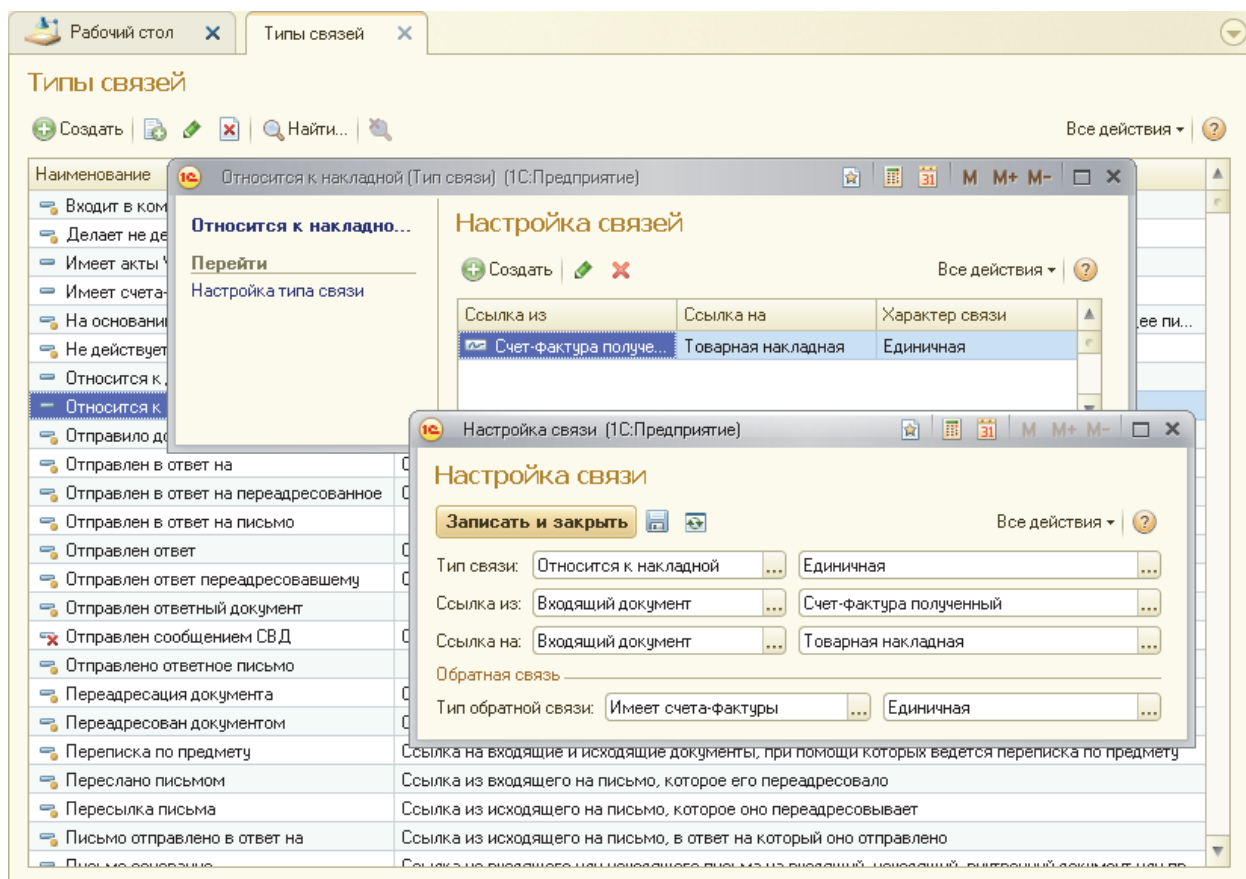 Рабочий стол
Типы связей
Типы связей
Создать Найти... Все действия
Наименование
Входит в ком
Делает не де
Имеет акты
Имеет счета-
На основани
ее пи...
Не действует
Относится к
Относится к
Отправило до
Отправлен в ответ на
Отправлен в ответ на переадресованное
Отправлен в ответ на письмо
Отправлен ответ
Отправлен ответ переадресовавшему
Отправлен ответный документ
Отправлен сообщением СВД
Отправлено ответное письмо
Переадресация документа
Переадресован документом
Переписка по предмету Ссылка на входящие и исходящие документы, при помощи которых ведется переписка по предмету
Переслано письмом Ссылка из входящего на письмо, которое его переадресовало
Пересылка письма Ссылка из исходящего на письмо, которое оно переадресовывает
Письмо отправлено в ответ на Ссылка из исходящего на письмо, в ответ на который оно отправлено
Относится к накладной (Тип связи) (1С:Предприятие) 31 M M+ M-
Относится к накладно...
Перейти
Настройка типа связи
Настройка связей
Создать Все действия
Ссылка из Ссылка на Характер связи
Счет-фактура получе... Товарная накладная Единичная
Настройка связи (1С:Предприятие) 31 M M+ M-
Настройка связи
Записать и закрыть Все действия
Тип связи: Относится к накладной ... Единичная ...
Ссылка из: Входящий документ ... Счет-фактура полученный ...
Ссылка на: Входящий документ ... Товарная накладная ...
Обратная связь
Тип обратной связи: Имеет счета-фактуры ... Единичная ...